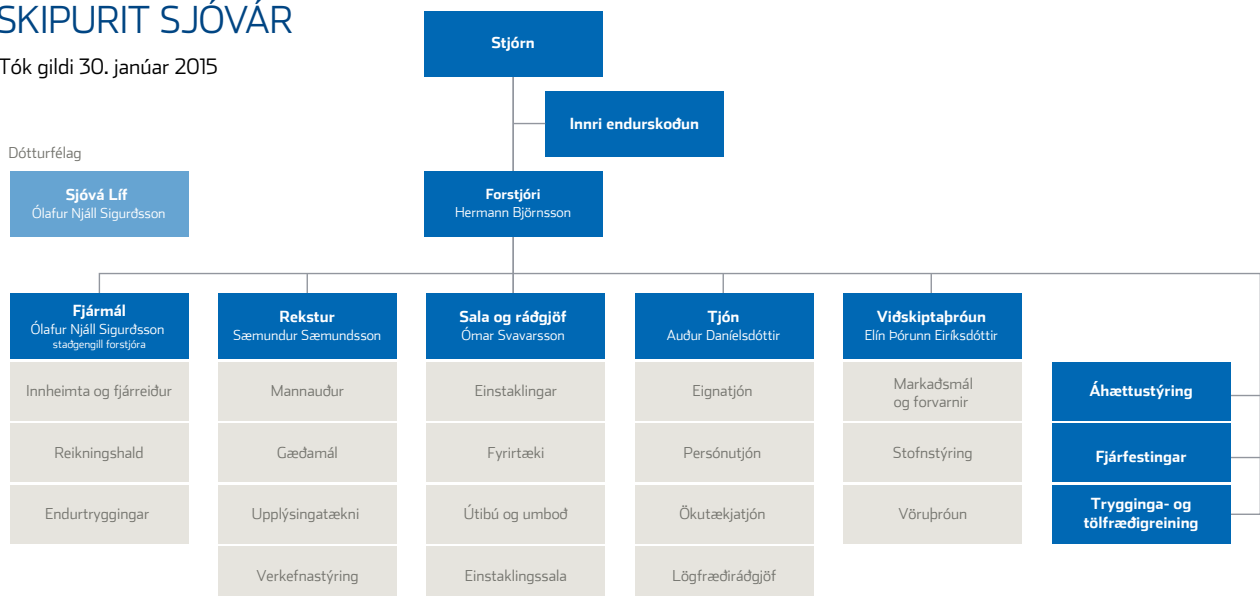 SKIPURIT SJÓVÁR
Tók gildi 30. janúar 2015
Stjórn
Innri endurskoðun
Dótturfélag
Sjóvá Líf
Ólafur Njáll Sigurðsson
Forstjóri
Hermann Björnsson
Fjármál
Ólafur Njáll Sigurðsson
staðgengill forstjóra
Innheimta og fjárreiður
Reikningshald
Endurtryggingar
Rekstur
Sæmundur Sæmundsson
Mannauður
Gæðamál
Upplýsingatækni
Verkefnastýring
Sala og ráðgjöf
Ómar Svavarsson
Einstaklingar
Fyrirtæki
Útibú og umboð
Einstaklingssala
Tjón
Auður Daníelsdóttir
Eignatjón
Persónutjón
Ökutækjatjón
Lögfræðiráðgjöf
Viðskiptaþróun
Elín Þórunn Eiríksdóttir
Markaðsmál
og forvarnir
Stofnstýring
Vöruþróun
Áhættustýring
Fjárfestingar
Trygginga- og
tölfræðigreining